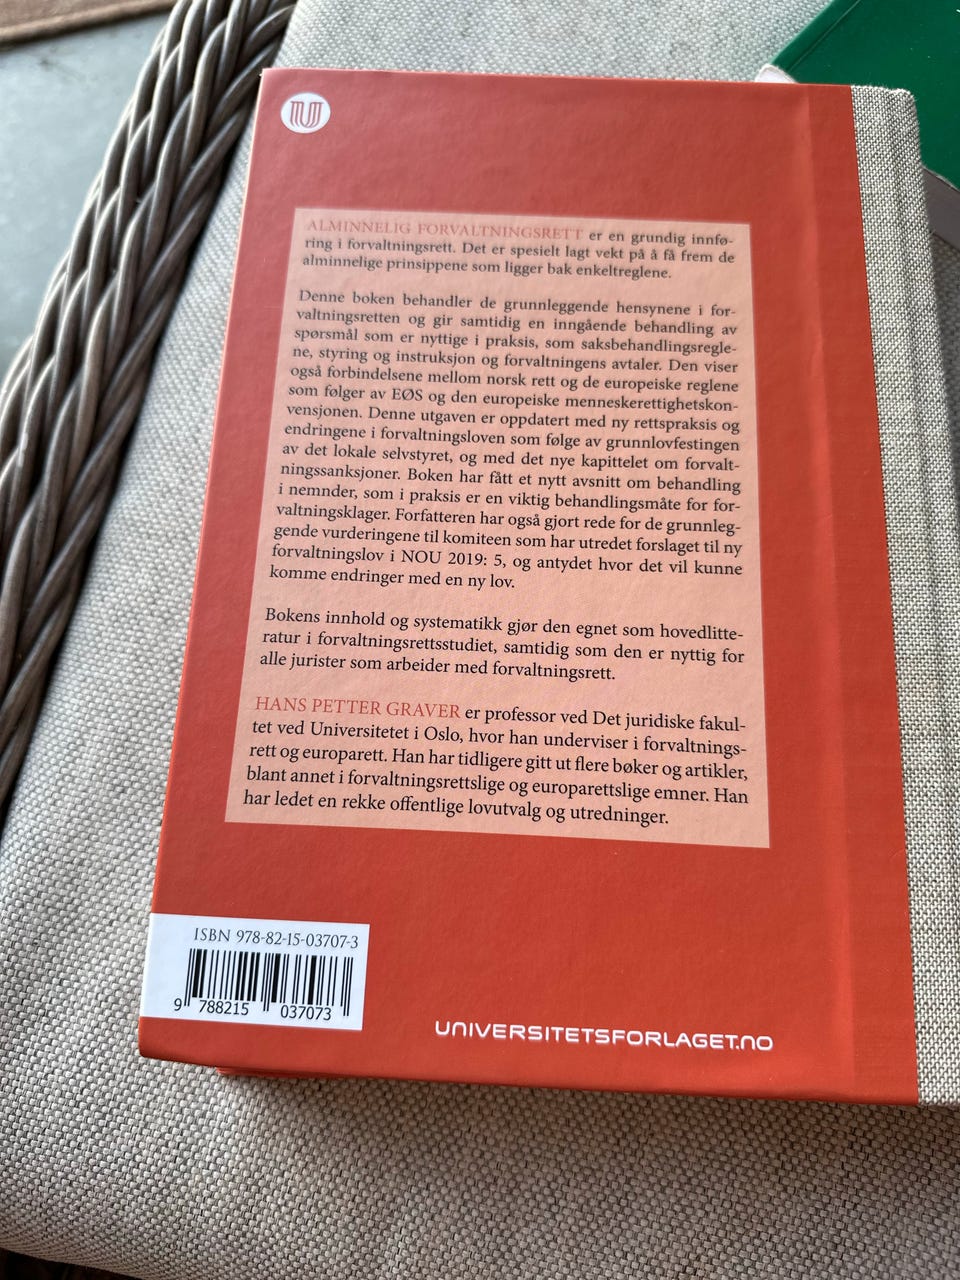 U
ALMINNELIG FORVALTNINGSRETT er en grundig innfø-
ring i forvaltningsrett. Det er spesielt lagt vekt på å få frem de
alminnelige prinsippene som ligger bak enkeltreglene.
Denne boken behandler de grunnleggende hensynene i for-
valtningsretten og gir samtidig en inngående behandling av
spørsmål som er nyttige i praksis, som saksbehandlingsregle-
ne, styring og instruksjon og forvaltningens avtaler. Den viser
også forbindelsene mellom norsk rett og de europeiske reglene
som følger av EØS og den europeiske menneskerettighetskon-
vensjonen. Denne utgaven er oppdatert med ny rettspraksis og
endringene i forvaltningsloven som følge av grunnlovfestingen
av det lokale selvstyret, og med det nye kapittelet om forvalt-
ningssanksjoner. Boken har fått et nytt avsnitt om behandling
i nemnder, som i praksis er en viktig behandlingsmåte for for-
valtningsklager. Forfatteren har også gjort rede for de grunnleg-
gende vurderingene til komiteen som har utredet forslaget til ny
forvaltningslov i NOU 2019: 5, og antydet hvor det vil kunne
komme endringer med en ny lov.
Bokens innhold og systematikk gjør den egnet som hovedlitte-
ratur i forvaltningsrettsstudiet, samtidig som den er nyttig for
alle jurister som arbeider med forvaltningsrett.
HANS PETTER GRAVER er professor ved Det juridiske fakul-
tet ved Universitetet i Oslo, hvor han underviser i forvaltnings-
rett og europarett. Han har tidligere gitt ut flere bøker og artikler,
blant annet i forvaltningsrettslige og europarettslige emner. Han
har ledet en rekke offentlige lovutvalg og utredninger.
ISBN 978-82-15-03707-3
9 788215 037073
UNIVERSITETSFORLAGET.NO